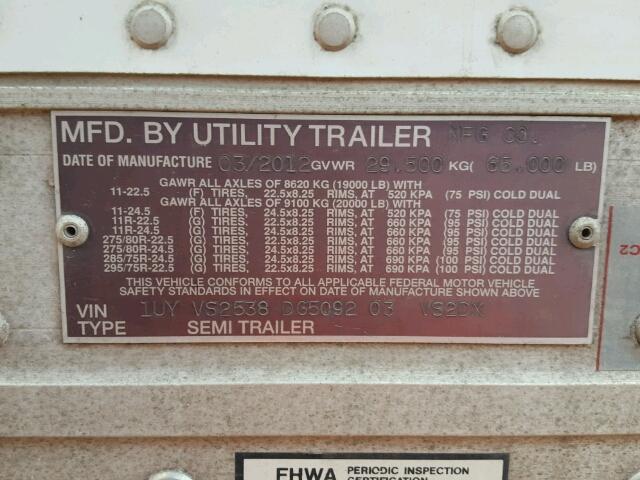 MFD. BY UTILITY TRAILER MFG CO.
DATE OF MANUFACTURE 03/2012 GVWR 29.500 KG( 65.000 LB)
GAWR ALL AXLES OF 8620 KG (19000 LB) WITH
11-22.5 (F) TIRES, 22.5x8.25 RIMS, AT 520 KPA (75 PSI) COLD DUAL
GAWR ALL AXLES OF 9100 KG (20000 LB) WITH
11-24.5 (F) TIRES, 24.5x8.25 RIMS, AT 520 KPA (75 PSI) COLD DUAL
11R-22.5 (G) TIRES, 22.5x8.25 RIMS, AT 660 KPA (95 PSI) COLD DUAL
11R-24.5 (G) TIRES, 24.5x8.25 RIMS, AT 660 KPA (95 PSI) COLD DUAL
275/80R-22.5 (G) TIRES, 22.5x8.25 RIMS, AT 660 KPA (95 PSI) COLD DUAL
275/80R-24.5 (G) TIRES, 24.5x8.25 RIMS, AT 660 KPA (95 PSI) COLD DUAL
285/75R-24.5 (G) TIRES, 24.5x8.25 RIMS, AT 690 KPA (100 PSI) COLD DUAL
295/75R-22.5 (G) TIRES, 22.5x8.25 RIMS, AT 690 KPA (100 PSI) COLD DUAL
THIS VEHICLE CONFORMS TO ALL APPLICABLE FEDERAL MOTOR VEHICLE
SAFETY STANDARDS IN EFFECT ON DATE OF MANUFACTURE SHOWN ABOVE.
VIN 1UY VS2538 DG5092 03 VS2DX
TYPE SEMI TRAILER
C2
FHWA PERIODIC INSPECTION
CERTIFICATION